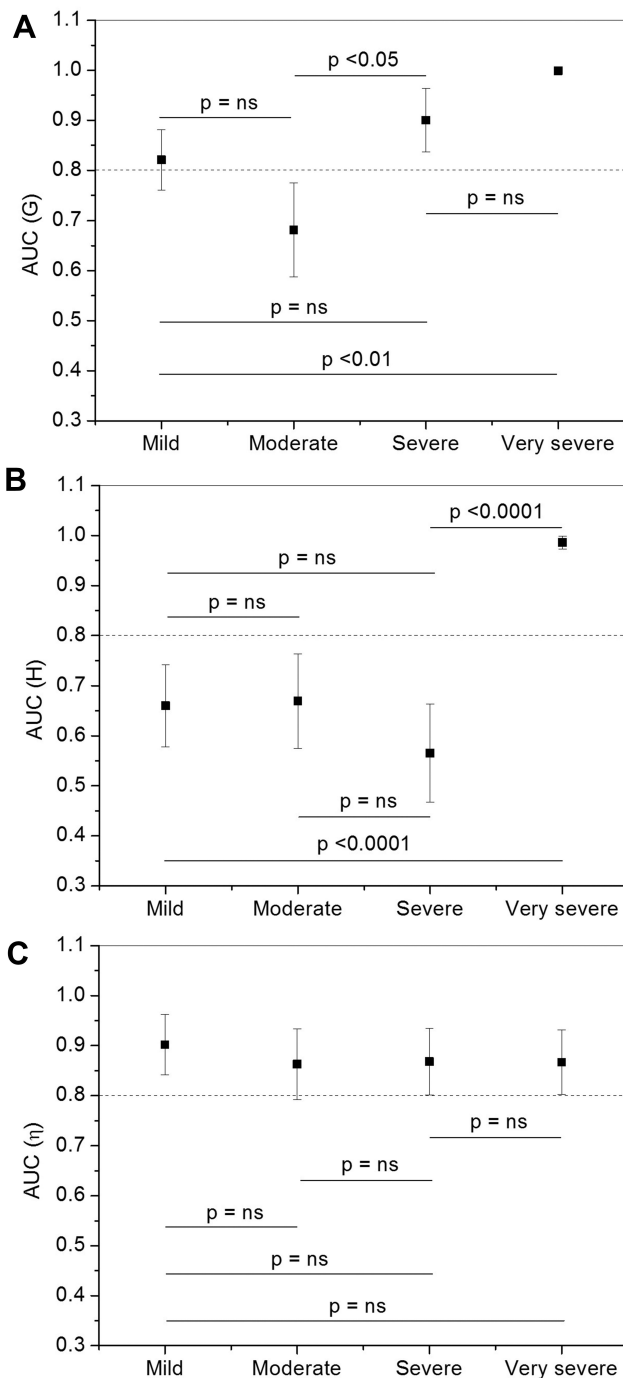 A
1.1
1.0
0.9
0.8
0.7
0.6
0.5
0.4
0.3
AUC (G)
p <0.05
p = ns
p = ns
p = ns
p <0.01
Mild Moderate Severe Very severe
B
1.1
1.0
0.9
0.8
0.7
0.6
0.5
0.4
0.3
AUC (H)
p <0.0001
p = ns
p = ns
p = ns
p <0.0001
Mild Moderate Severe Very severe
C
1.1
1.0
0.9
0.8
0.7
0.6
0.5
0.4
0.3
AUC (η)
p = ns
p = ns
p = ns
p = ns
p = ns
Mild Moderate Severe Very severe